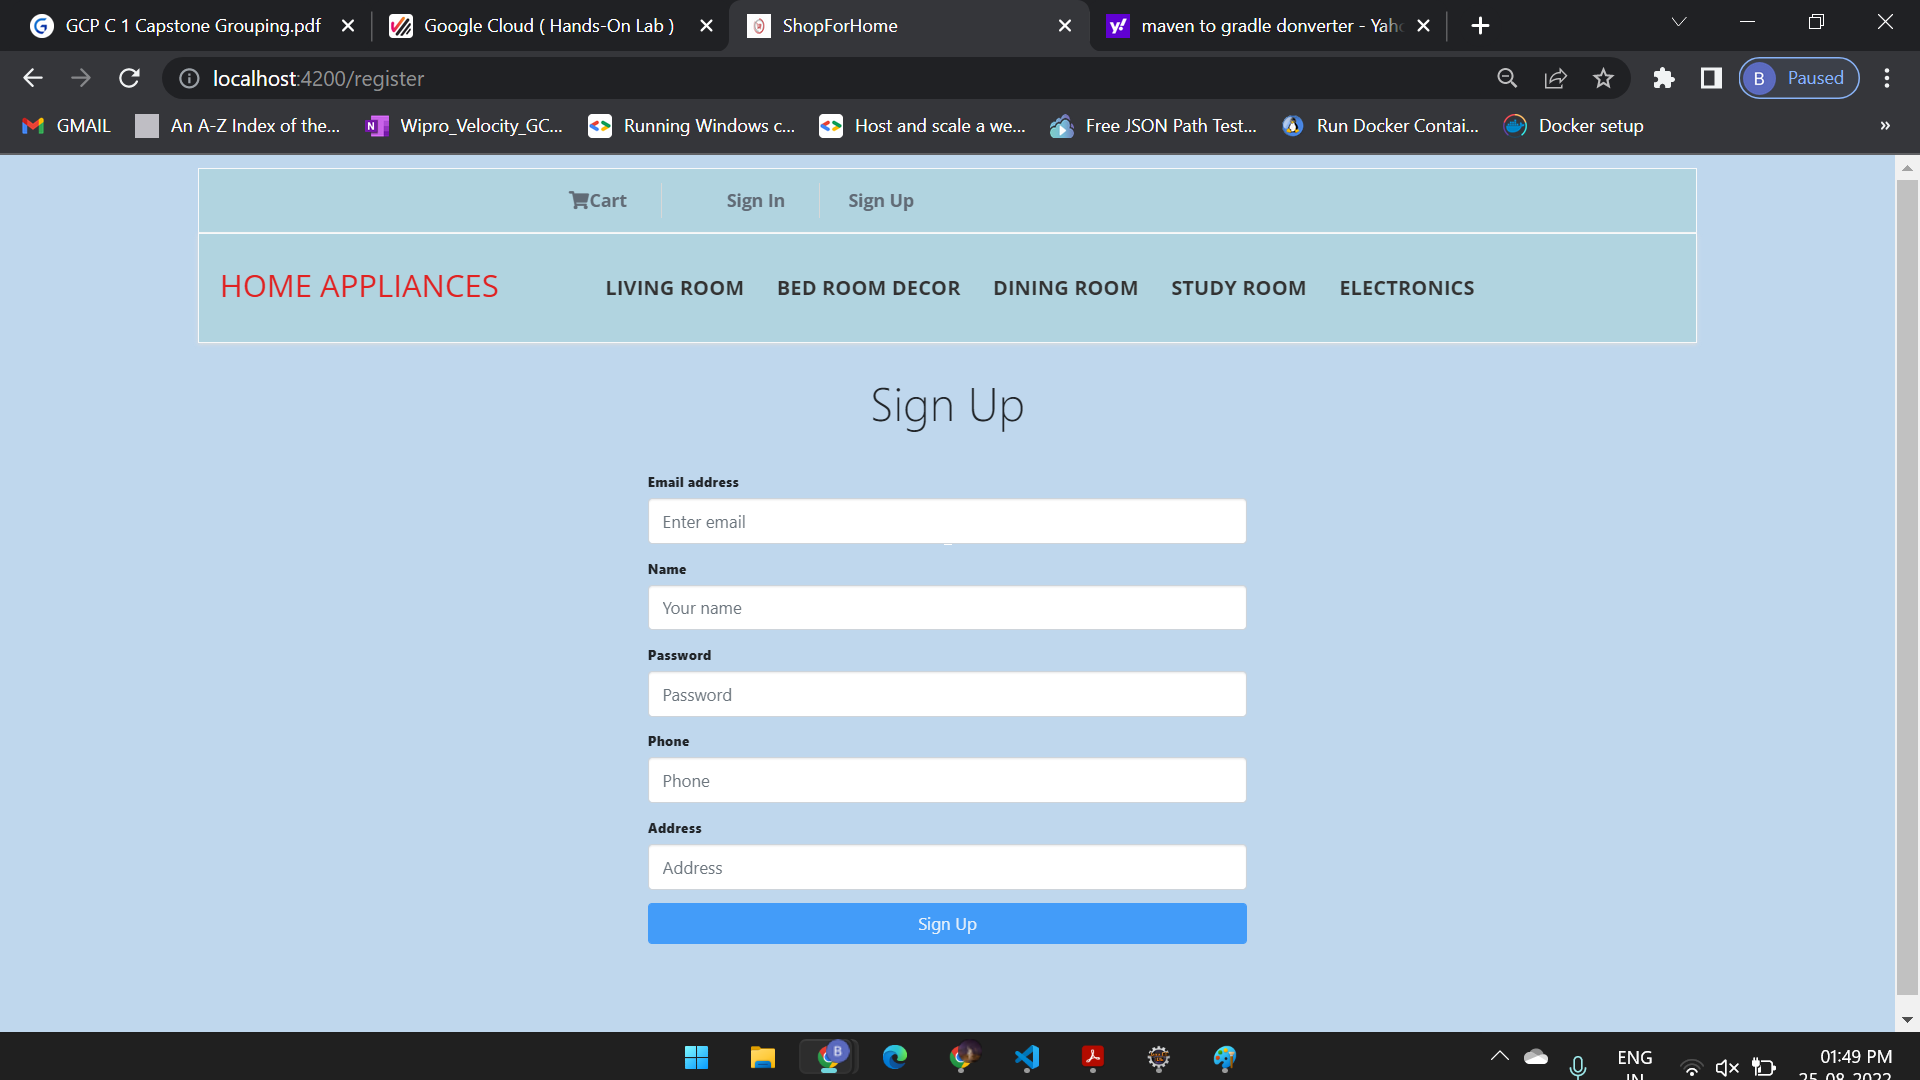 GCP C 1 Capstone Grouping.pdf
Google Cloud ( Hands-On Lab )
ShopForHome
maven to gradle donverter - Yah
localhost:4200/register
B Paused
GMAIL
An A-Z Index of the...
Wipro_Velocity_GC...
Running Windows c...
Host and scale a we...
Free JSON Path Test...
Run Docker Contai...
Docker setup
»
Cart Sign In Sign Up
HOME APPLIANCES LIVING ROOM BED ROOM DECOR DINING ROOM STUDY ROOM ELECTRONICS
Sign Up
Email address
Enter email
Name
Your name
Password
Password
Phone
Phone
Address
Address
Sign Up
ENG
IN
01:49 PM
25-08-2022